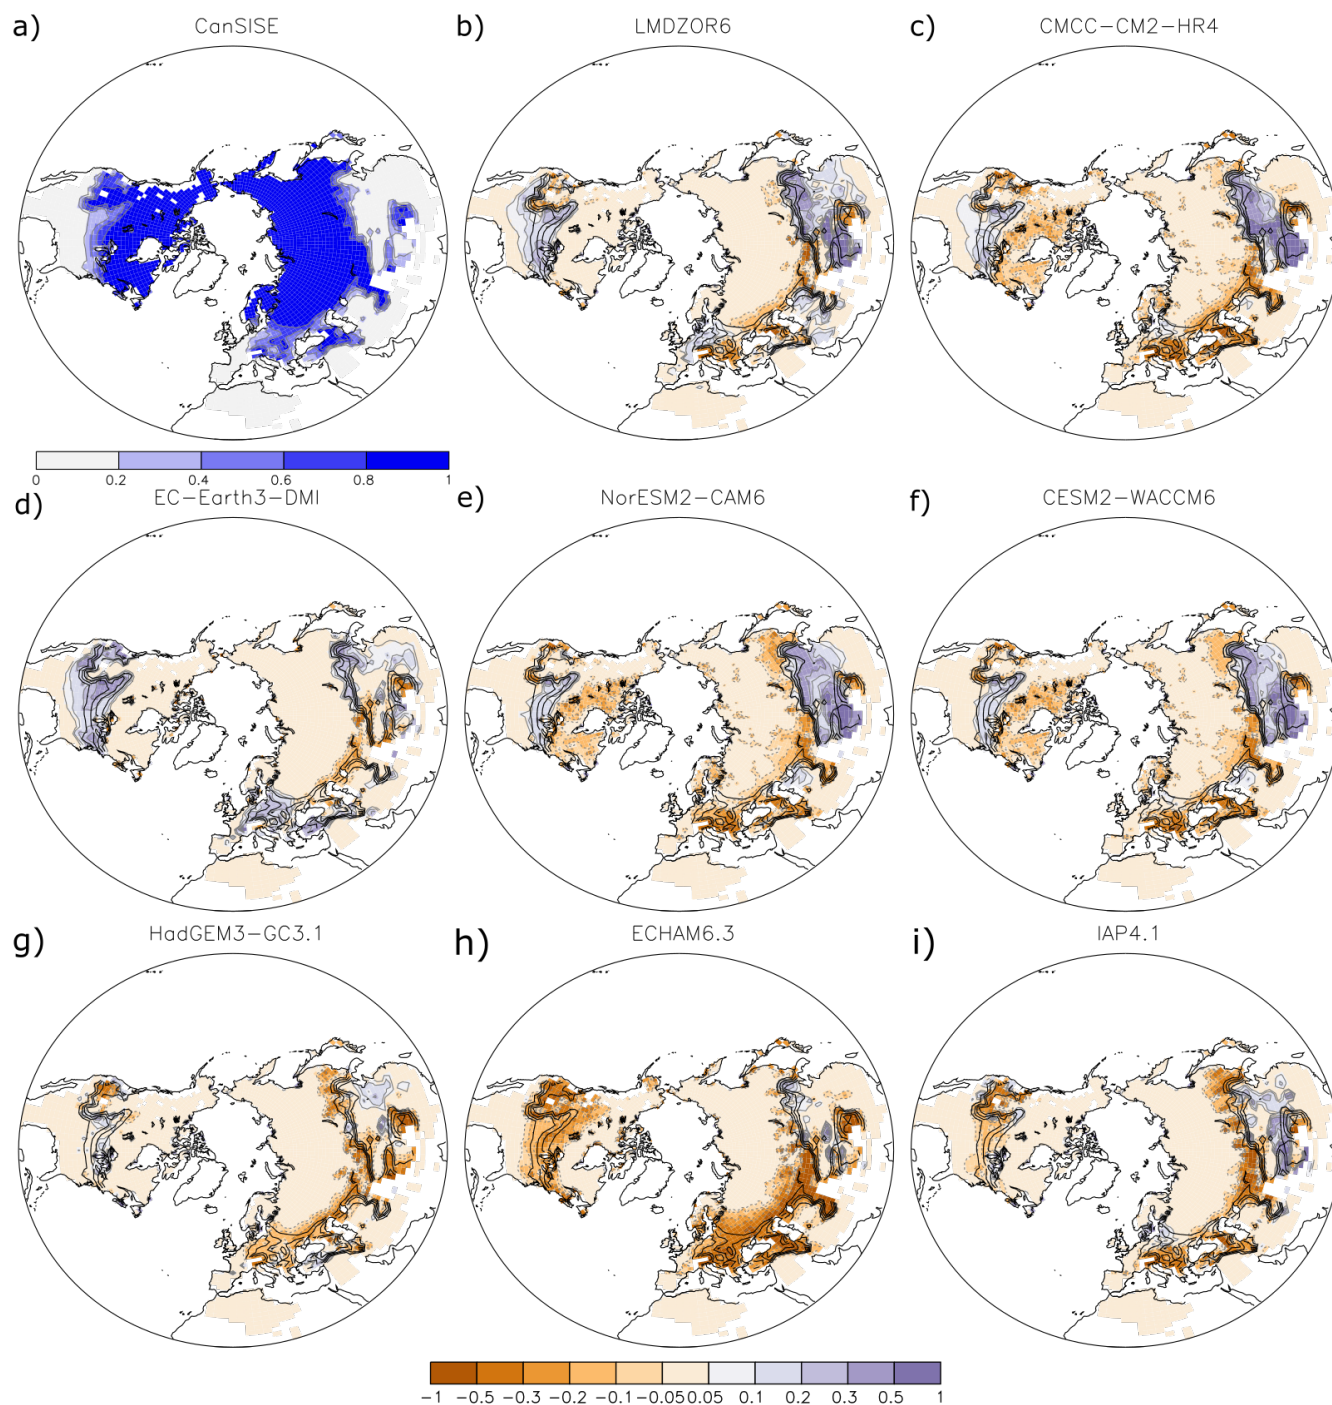 a) CanSISE b) LMDZOR6 c) CMCC-CM2-HR4
0 0.2 0.4 0.6 0.8 1
d) EC-Earth3-DMI e) NorESM2-CAM6 f) CESM2-WACCM6
g) HadGEM3-GC3.1 h) ECHAM6.3 i) IAP4.1
-1 -0.5 -0.3 -0.2 -0.1 -0.05 0.05 0.1 0.2 0.3 0.5 1